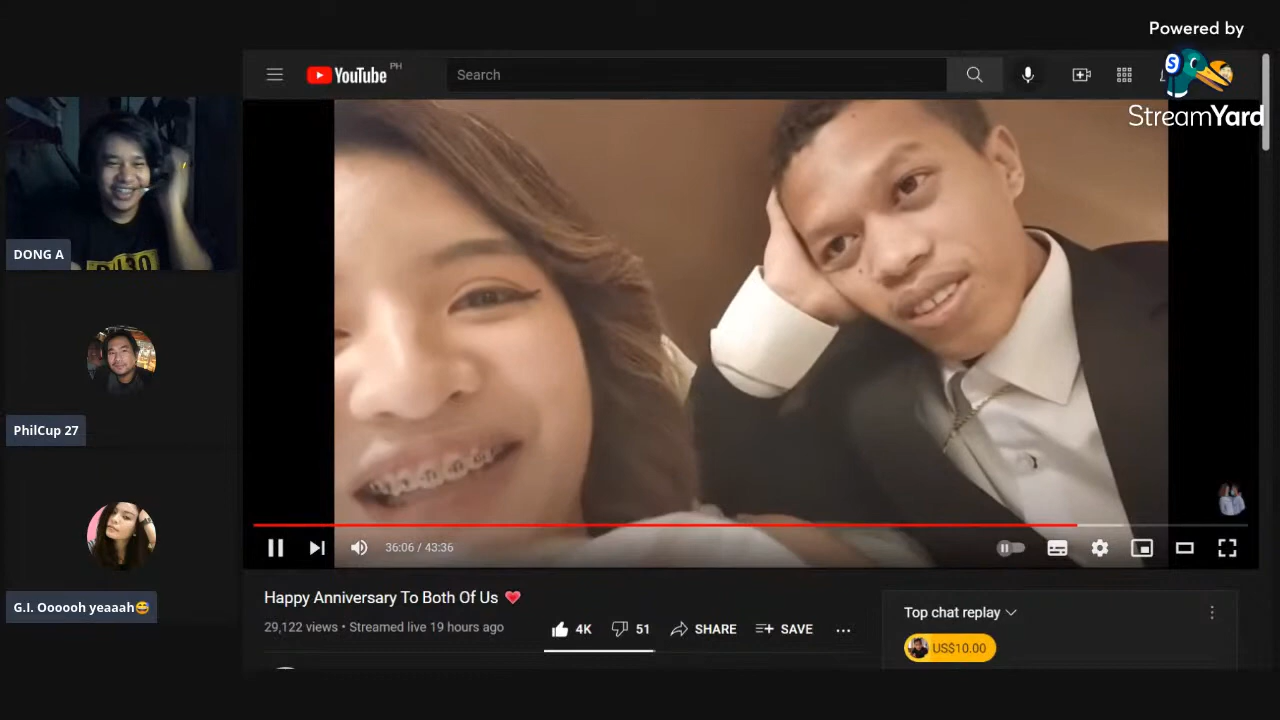 Powered by
StreamYard
YouTube PH
Search
DONG A
PhilCup 27
G.I. Oooooh yeaaah😅
36:06 / 43:36
Happy Anniversary To Both Of Us ❤
29,122 views • Streamed live 19 hours ago
4K
51
SHARE
SAVE
Top chat replay
US$10.00